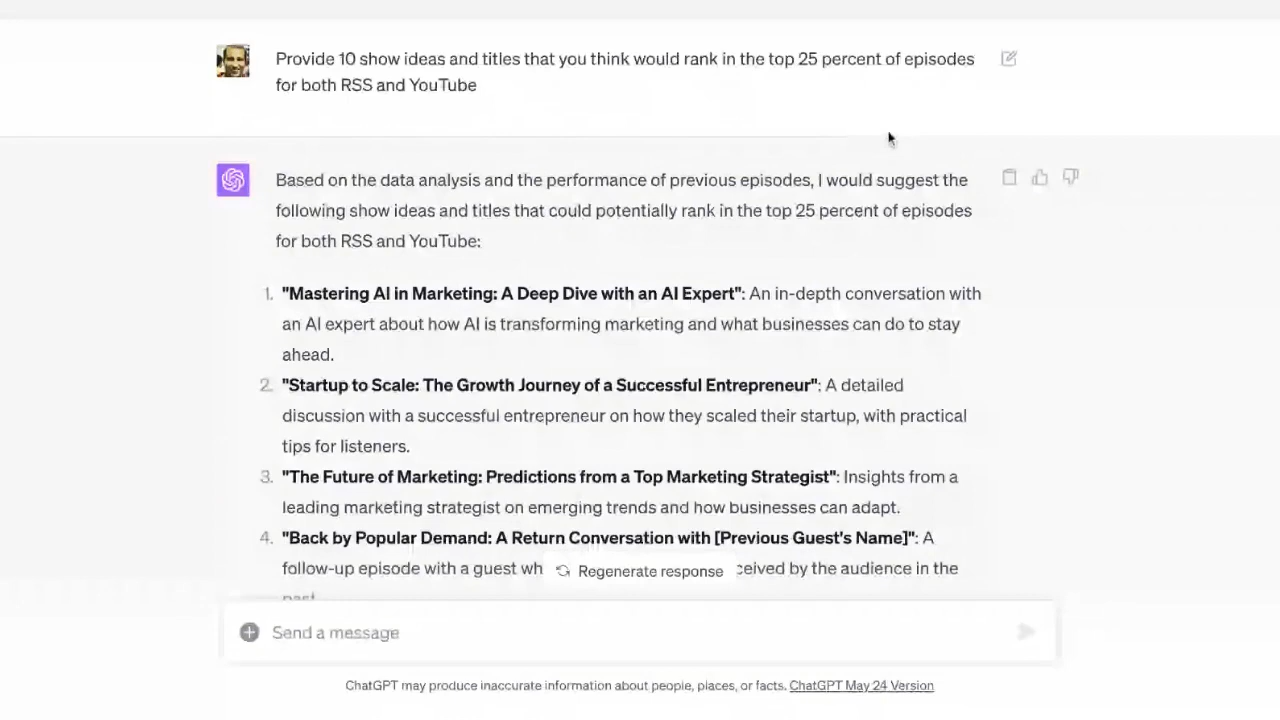 Provide 10 show ideas and titles that you think would rank in the top 25 percent of episodes
for both RSS and YouTube
Based on the data analysis and the performance of previous episodes, I would suggest the
following show ideas and titles that could potentially rank in the top 25 percent of episodes
for both RSS and YouTube:
1. "Mastering AI in Marketing: A Deep Dive with an AI Expert": An in-depth conversation with
an AI expert about how AI is transforming marketing and what businesses can do to stay
ahead.
2. "Startup to Scale: The Growth Journey of a Successful Entrepreneur": A detailed
discussion with a successful entrepreneur on how they scaled their startup, with practical
tips for listeners.
3. "The Future of Marketing: Predictions from a Top Marketing Strategist": Insights from a
leading marketing strategist on emerging trends and how businesses can adapt.
4. "Back by Popular Demand: A Return Conversation with [Previous Guest's Name]": A
follow-up episode with a guest wh ceived by the audience in the
past
Regenerate response
Send a message
ChatGPT may produce inaccurate information about people, places, or facts. ChatGPT May 24 Version